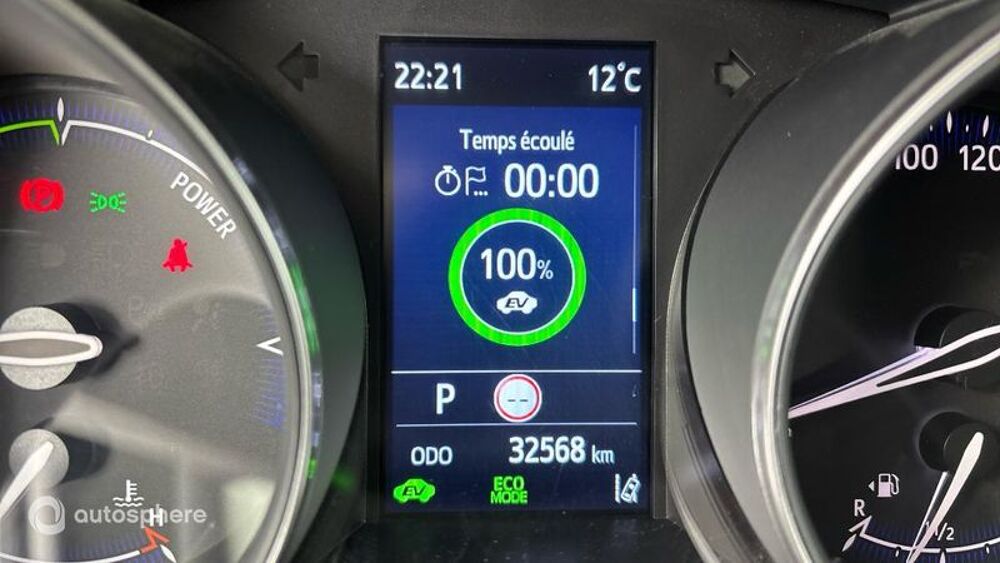 22:21
12°C
Temps écoulé
00:00
100%
EV
P
--
ODO 32568 km
EV
ECO
MODE
POWER
H
autosphere
100
120
R
1/2